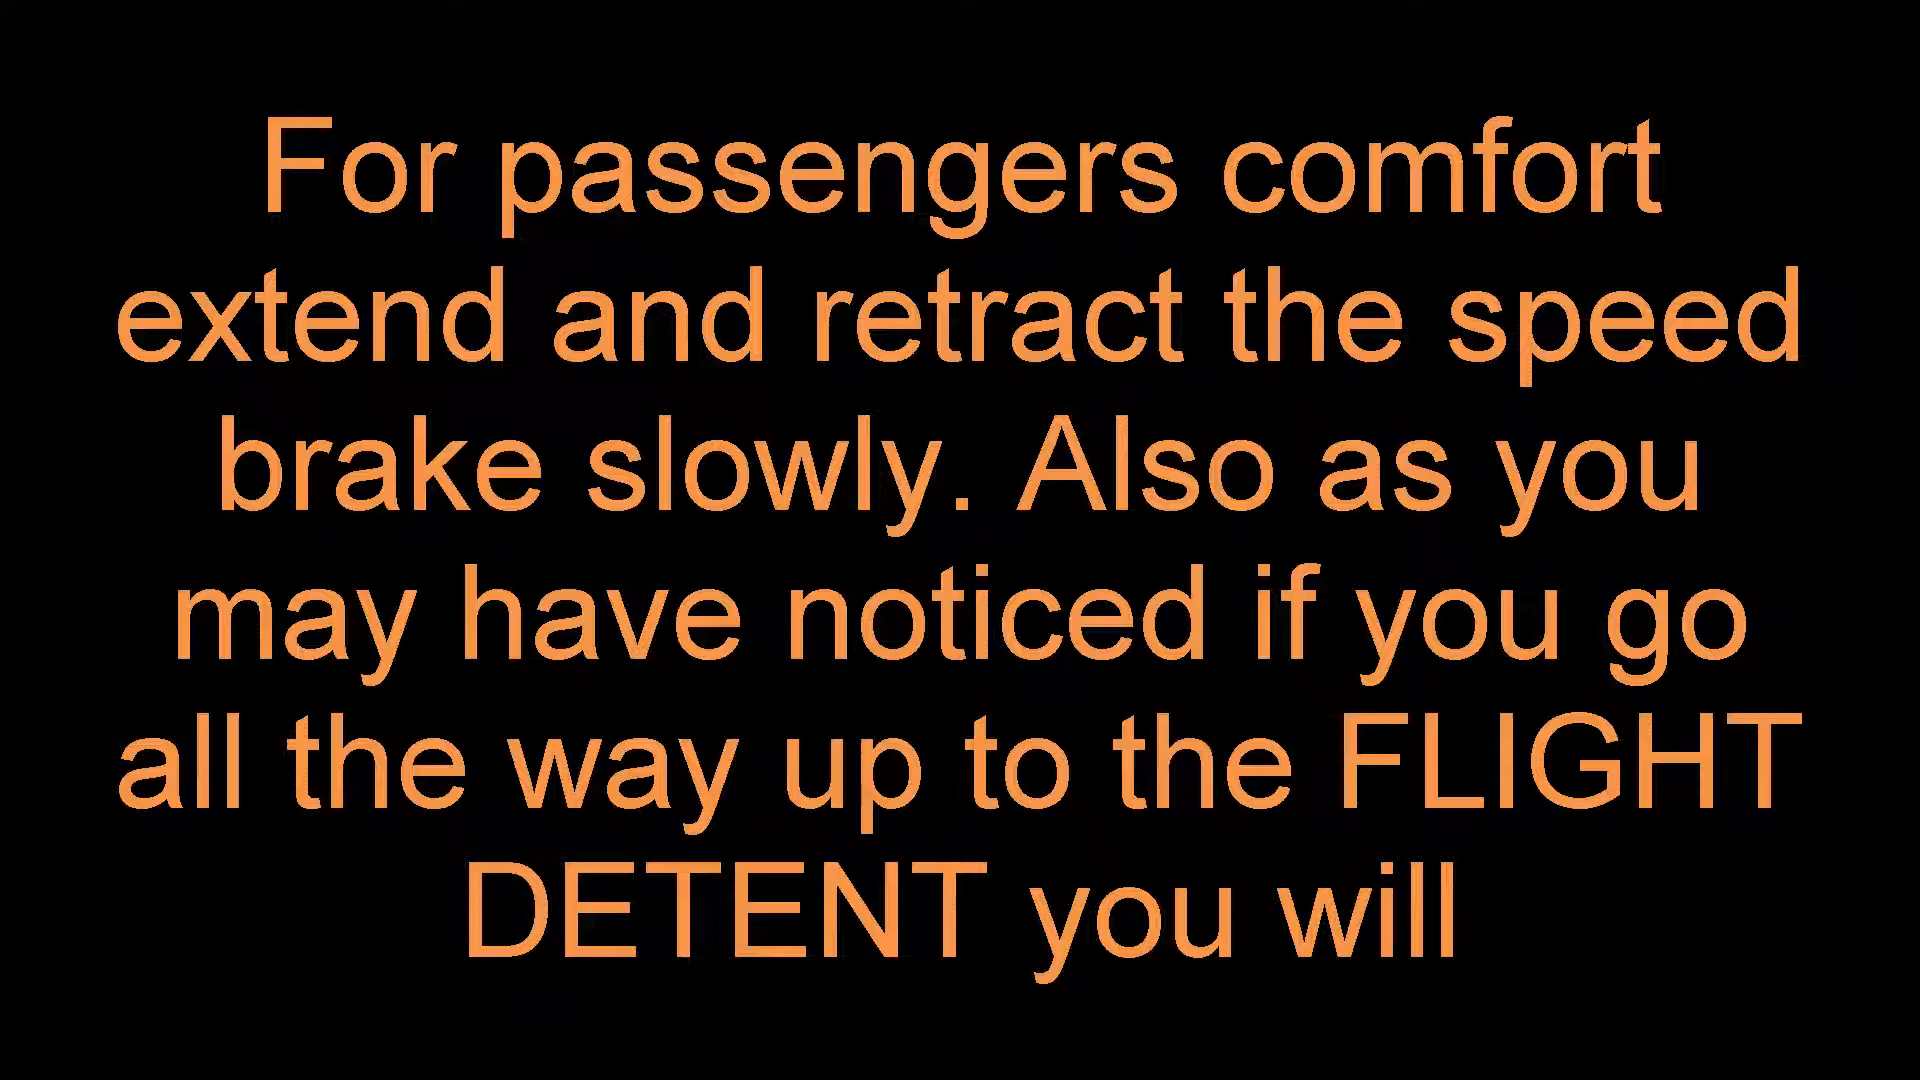 For passengers comfort
extend and retract the speed
brake slowly. Also as you
may have noticed if you go
all the way up to the FLIGHT
DETENT you will